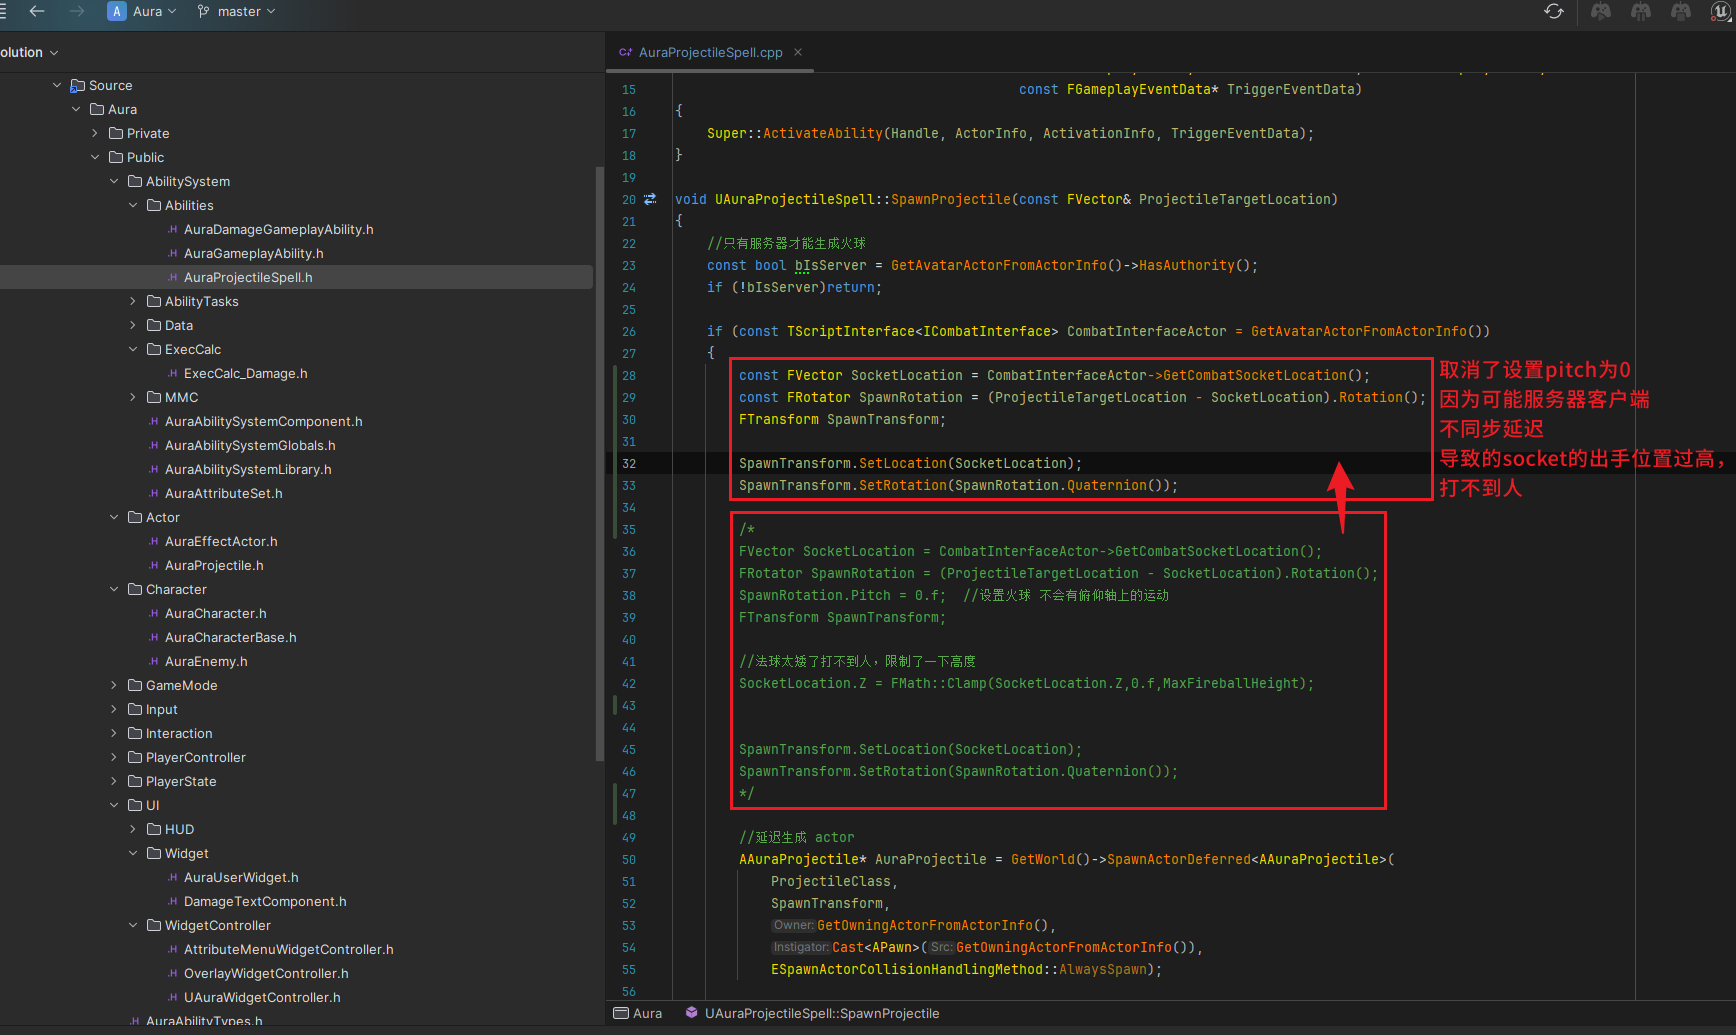 Aura
master
olution
AuraProjectileSpell.cpp
Source
Aura
Private
Public
AbilitySystem
Abilities
.H AuraDamageGameplayAbility.h
.H AuraGameplayAbility.h
.H AuraProjectileSpell.h
AbilityTasks
Data
ExecCalc
.H ExecCalc_Damage.h
MMC
.H AuraAbilitySystemComponent.h
.H AuraAbilitySystemGlobals.h
.H AuraAbilitySystemLibrary.h
.H AuraAttributeSet.h
Actor
.H AuraEffectActor.h
.H AuraProjectile.h
Character
.H AuraCharacter.h
.H AuraCharacterBase.h
.H AuraEnemy.h
GameMode
Input
Interaction
PlayerController
PlayerState
UI
HUD
Widget
.H AuraUserWidget.h
.H DamageTextComponent.h
WidgetController
.H AttributeMenuWidgetController.h
.H OverlayWidgetController.h
.H UAuraWidgetController.h
.H AuraAbilityTypes.h
15 const FGameplayEventData* TriggerEventData)
16 {
17 Super::ActivateAbility(Handle, ActorInfo, ActivationInfo, TriggerEventData);
18 }
19
20 void UAuraProjectileSpell::SpawnProjectile(const FVector& ProjectileTargetLocation)
21 {
22 //只有服务器才能生成火球
23 const bool bIsServer = GetAvatarActorFromActorInfo()->HasAuthority();
24 if (!bIsServer)return;
25
26 if (const TScriptInterface<ICombatInterface> CombatInterfaceActor = GetAvatarActorFromActorInfo())
27 {
28 const FVector SocketLocation = CombatInterfaceActor->GetCombatSocketLocation();
29 const FRotator SpawnRotation = (ProjectileTargetLocation - SocketLocation).Rotation();
30 FTransform SpawnTransform;
31
32 SpawnTransform.SetLocation(SocketLocation);
33 SpawnTransform.SetRotation(SpawnRotation.Quaternion());
34
35 /*
36 FVector SocketLocation = CombatInterfaceActor->GetCombatSocketLocation();
37 FRotator SpawnRotation = (ProjectileTargetLocation - SocketLocation).Rotation();
38 SpawnRotation.Pitch = 0.f; //设置火球 不会有俯仰轴上的运动
39 FTransform SpawnTransform;
40
41 //法球太矮了打不到人，限制了一下高度
42 SocketLocation.Z = FMath::Clamp(SocketLocation.Z,0.f,MaxFireballHeight);
43
44
45 SpawnTransform.SetLocation(SocketLocation);
46 SpawnTransform.SetRotation(SpawnRotation.Quaternion());
47 */
48
49 //延迟生成 actor
50 AAuraProjectile* AuraProjectile = GetWorld()->SpawnActorDeferred<AAuraProjectile>(
51 ProjectileClass,
52 SpawnTransform,
53 Owner: GetOwningActorFromActorInfo(),
54 Instigator: Cast<APawn>( Src: GetOwningActorFromActorInfo()),
55 ESpawnActorCollisionHandlingMethod::AlwaysSpawn);
56
取消了设置pitch为0
因为可能服务器客户端
不同步延迟
导致的socket的出手位置过高，
打不到人
Aura
UAuraProjectileSpell::SpawnProjectile